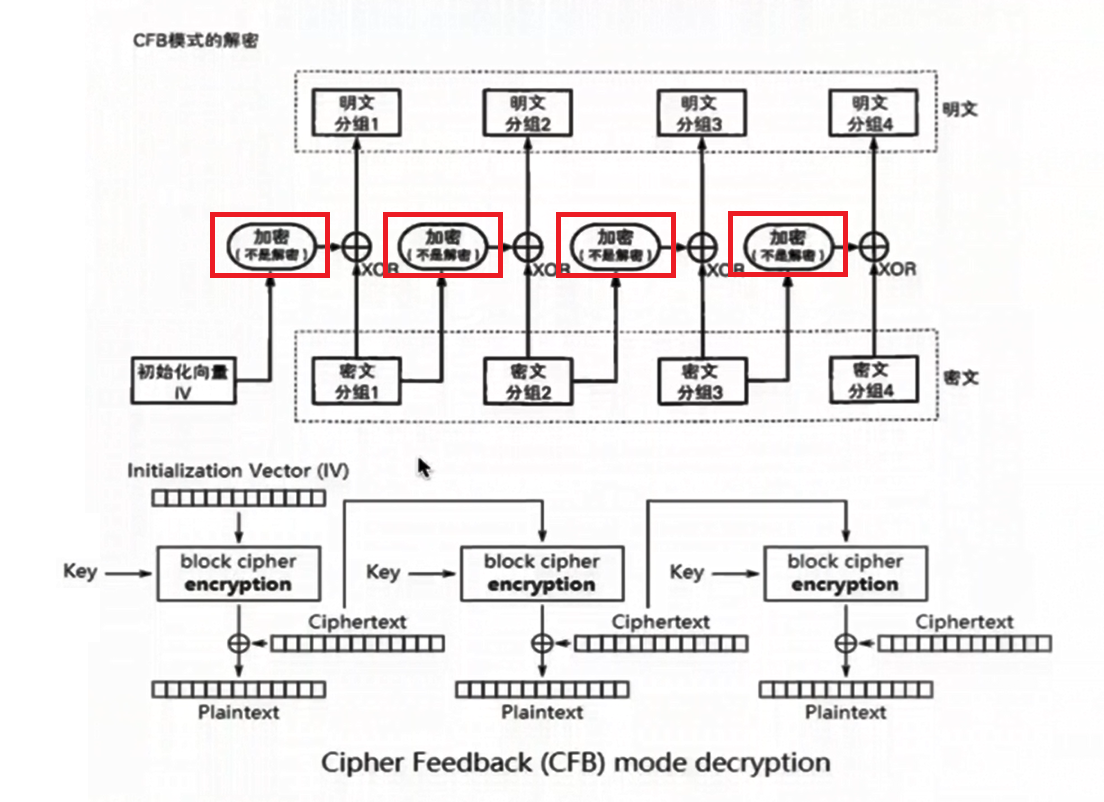 CFB模式的解密
明文
分组1
明文
分组2
明文
分组3
明文
分组4
明文
加密
(不是解密)
XOR
加密
(不是解密)
XOR
加密
(不是解密)
XOR
加密
(不是解密)
XOR
初始化向量
IV
密文
分组1
密文
分组2
密文
分组3
密文
分组4
密文
Initialization Vector (IV)
Key
block cipher
encryption
Key
block cipher
encryption
Key
block cipher
encryption
Ciphertext
Ciphertext
Ciphertext
Plaintext
Plaintext
Plaintext
Cipher Feedback (CFB) mode decryption